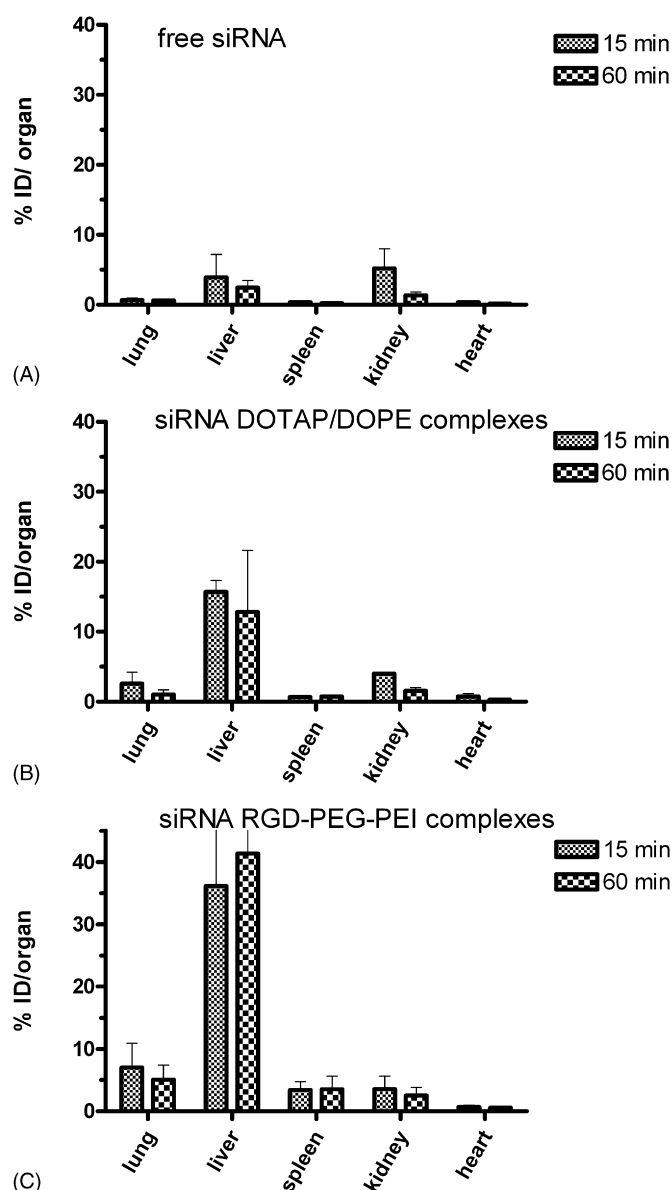 free siRNA
15 min
60 min
% ID/ organ
40
30
20
10
0
lung
liver
spleen
kidney
heart
(A)
siRNA DOTAP/DOPE complexes
15 min
60 min
% ID/organ
40
30
20
10
0
lung
liver
spleen
kidney
heart
(B)
siRNA RGD-PEG-PEI complexes
15 min
60 min
% ID/organ
40
30
20
10
0
lung
liver
spleen
kidney
heart
(C)